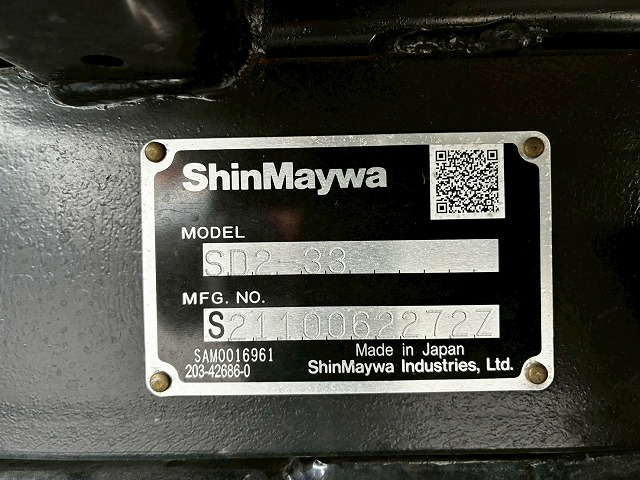 ShinMaywa
MODEL
SD2-33
MFG. NO.
S2110062272Z
SAM0016961
203-42686-0
Made in Japan
ShinMaywa Industries, Ltd.